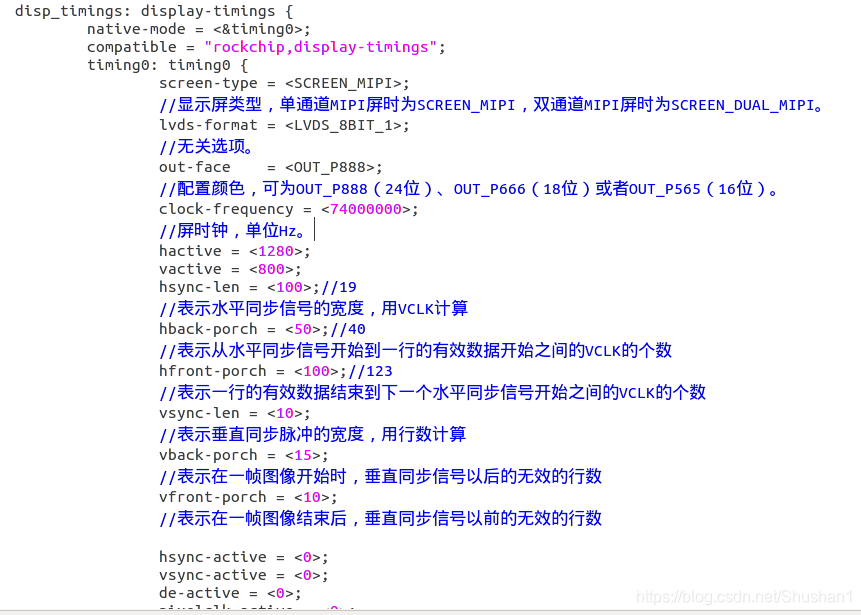 disp_timings: display-timings {
native-mode = <&timing0>;
compatible = "rockchip,display-timings";
timing0: timing0 {
screen-type = <SCREEN_MIPI>;
//显示屏类型，单通道MIPI屏时为SCREEN_MIPI，双通道MIPI屏时为SCREEN_DUAL_MIPI。
lvds-format = <LVDS_8BIT_1>;
//无关选项。
out-face    = <OUT_P888>;
//配置颜色，可为OUT_P888（24位）、OUT_P666（18位）或者OUT_P565（16位）。
clock-frequency = <74000000>;
//屏时钟，单位Hz。
hactive = <1280>;
vactive = <800>;
hsync-len = <100>;//19
//表示水平同步信号的宽度，用VCLK计算
hback-porch = <50>;//40
//表示从水平同步信号开始到一行的有效数据开始之间的VCLK的个数
hfront-porch = <100>;//123
//表示一行的有效数据结束到下一个水平同步信号开始之间的VCLK的个数
vsync-len = <10>;
//表示垂直同步脉冲的宽度，用行数计算
vback-porch = <15>;
//表示在一帧图像开始时，垂直同步信号以后的无效的行数
vfront-porch = <10>;
//表示在一帧图像结束后，垂直同步信号以前的无效的行数
hsync-active = <0>;
vsync-active = <0>;
de-active = <0>;
https://blog.csdn.net/Shushan1